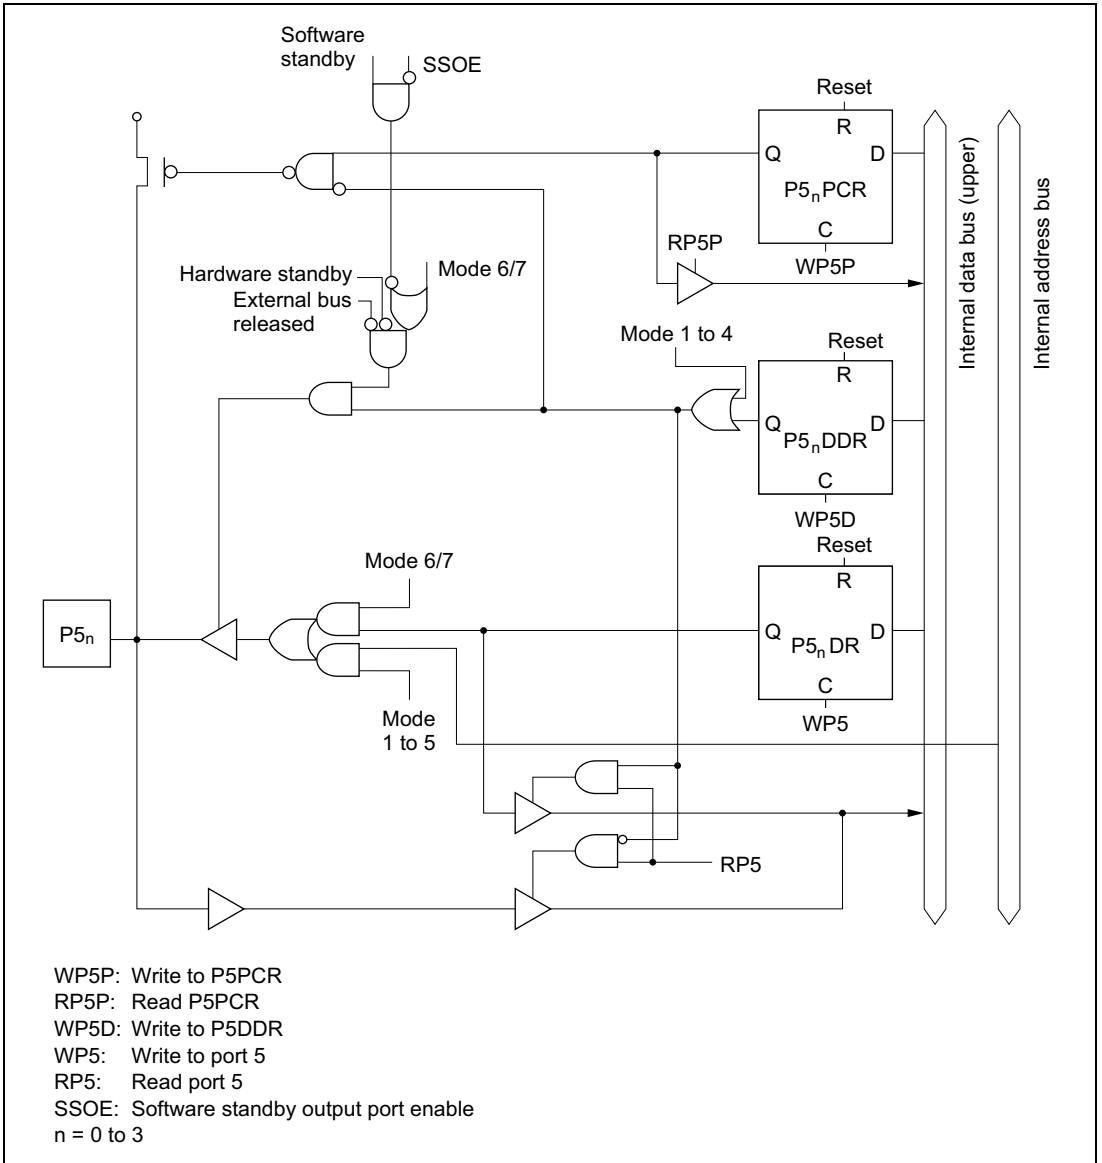 Software
standby
SSOE
Reset
R
Q
D
P5nPCR
C
WP5P
RP5P
Internal data bus (upper)
Internal address bus
Hardware standby
External bus
released
Mode 6/7
Mode 1 to 4
Reset
R
Q
D
P5nDDR
C
WP5D
Mode 6/7
Reset
R
Q
D
P5n DR
C
WP5
P5n
Mode
1 to 5
RP5
WP5P: Write to P5PCR
RP5P: Read P5PCR
WP5D: Write to P5DDR
WP5: Write to port 5
RP5: Read port 5
SSOE: Software standby output port enable
n = 0 to 3